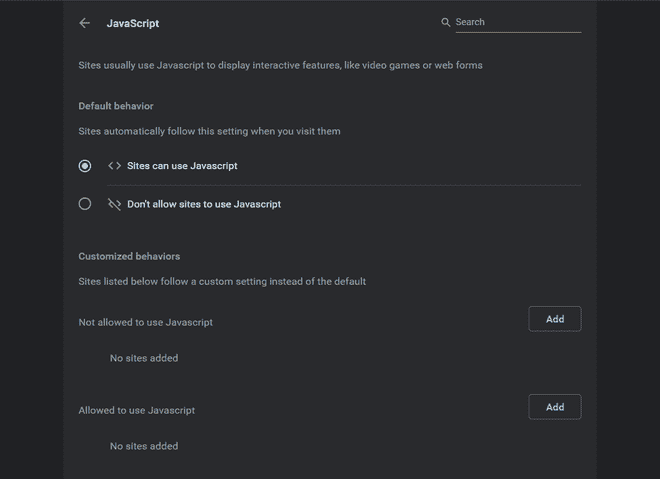 JavaScript
Search
Sites usually use Javascript to display interactive features, like video games or web forms
Default behavior
Sites automatically follow this setting when you visit them
Sites can use Javascript
Don't allow sites to use Javascript
Customized behaviors
Sites listed below follow a custom setting instead of the default
Not allowed to use Javascript
Add
No sites added
Allowed to use Javascript
Add
No sites added